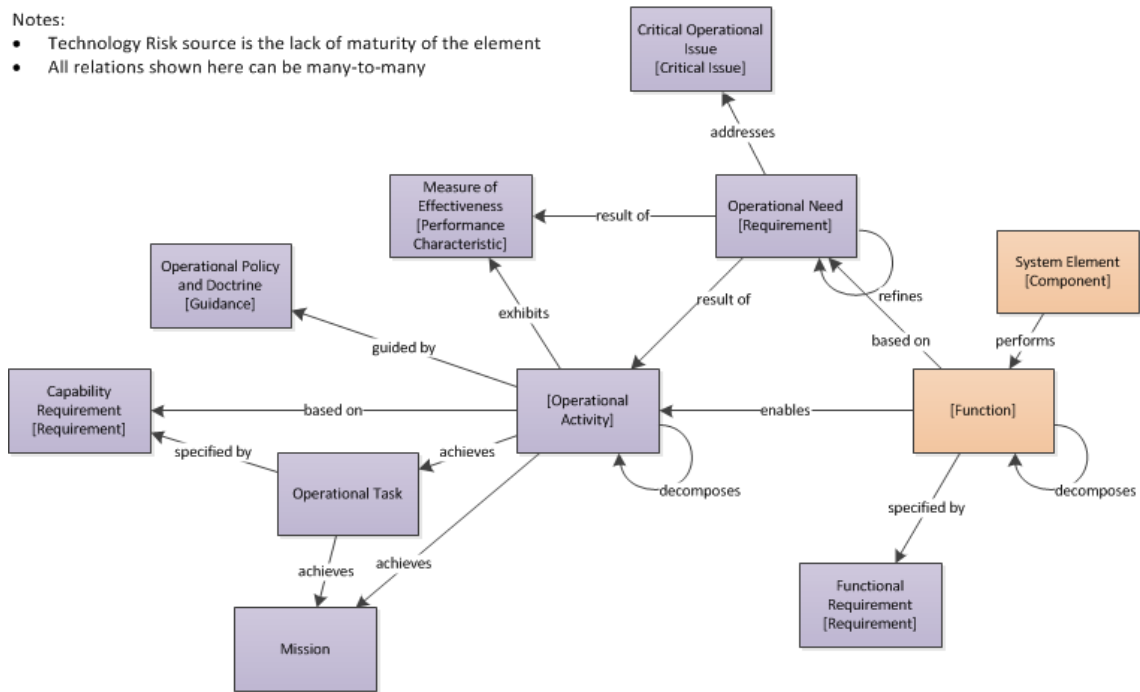 Notes:
• Technology Risk source is the lack of maturity of the element
• All relations shown here can be many-to-many
Critical Operational
Issue
[Critical Issue]
addresses
Measure of
Effectiveness
[Performance
Characteristic]
result of
Operational Need
[Requirement]
refines
System Element
[Component]
Operational Policy
and Doctrine
[Guidance]
exhibits
result of
guided by
based on
performs
Capability
Requirement
[Requirement]
based on
[Operational
Activity]
enables
[Function]
specified by
achieves
decomposes
decomposes
Operational Task
specified by
achieves
achieves
Functional
Requirement
[Requirement]
Mission